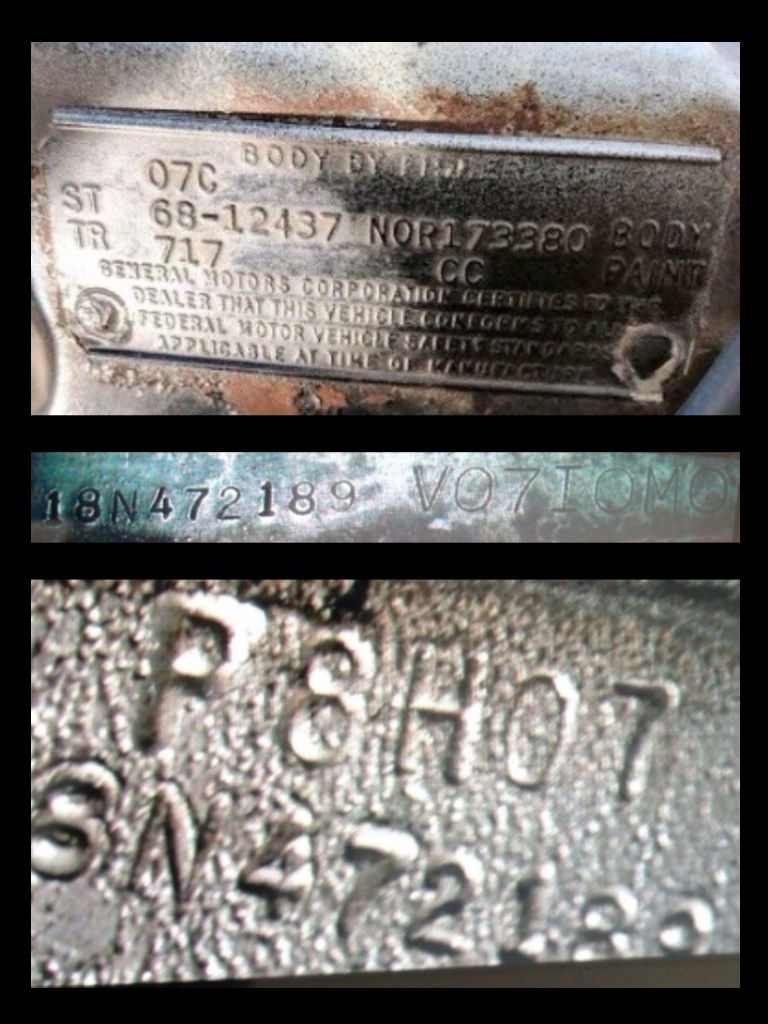 BODY BY FISHER
07C
ST 68-12437 NOR173380 BODY
TR 717 CC PAINT
GENERAL MOTORS CORPORATION CERTIFIES TO THE
DEALER THAT THIS VEHICLE CONFORMS TO ALL
FEDERAL MOTOR VEHICLE SAFETY STANDARDS
APPLICABLE AT TIME OF MANUFACTURE
18N472189 V0710MO
P8H07
8N472189